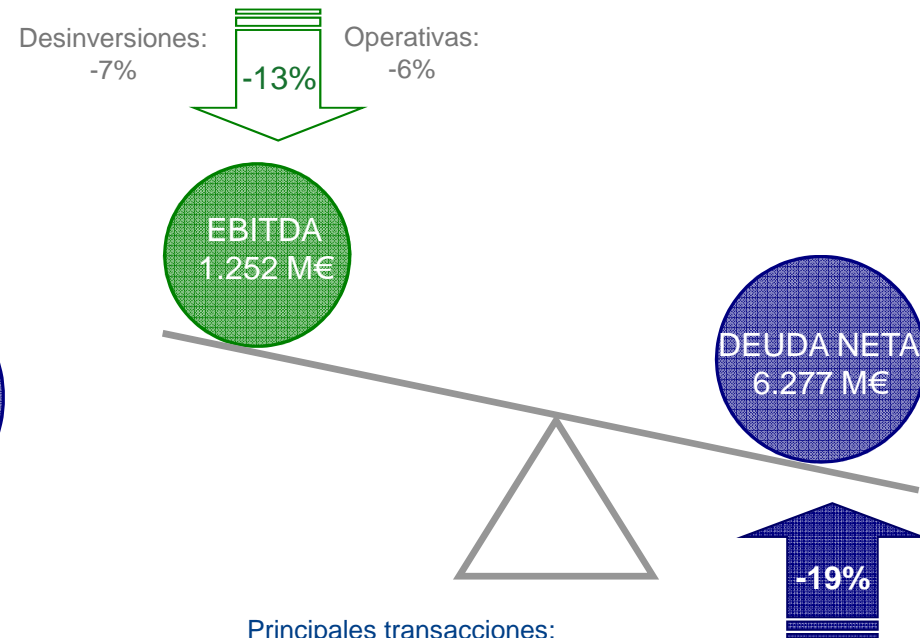 Desinversiones:
-7%
-13%
Operativas:
-6%
EBITDA
1.252 M€
DEUDA NETA
6.277 M€
-19%
Principales transacciones: